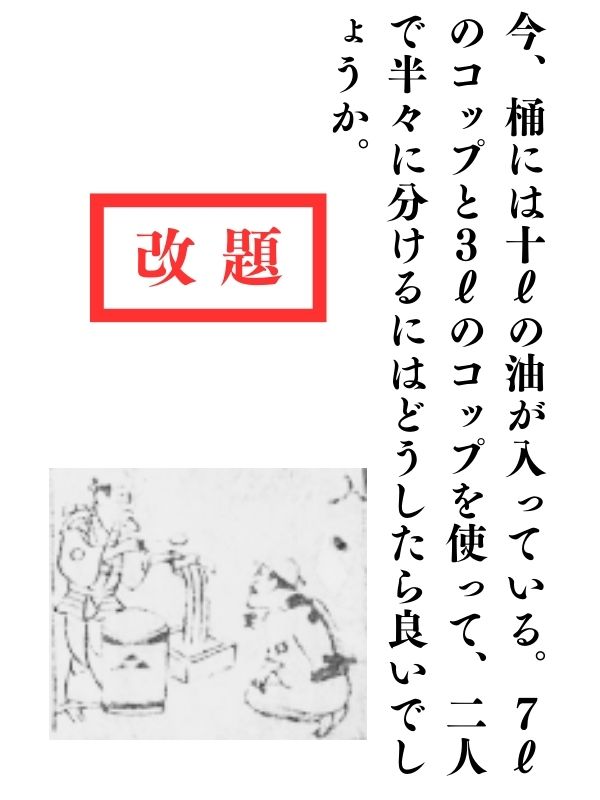 今、桶には十ℓの油が入っている。7ℓ
のコップと3ℓのコップを使って、二人
で半々に分けるにはどうしたら良いでし
ょうか。
改題